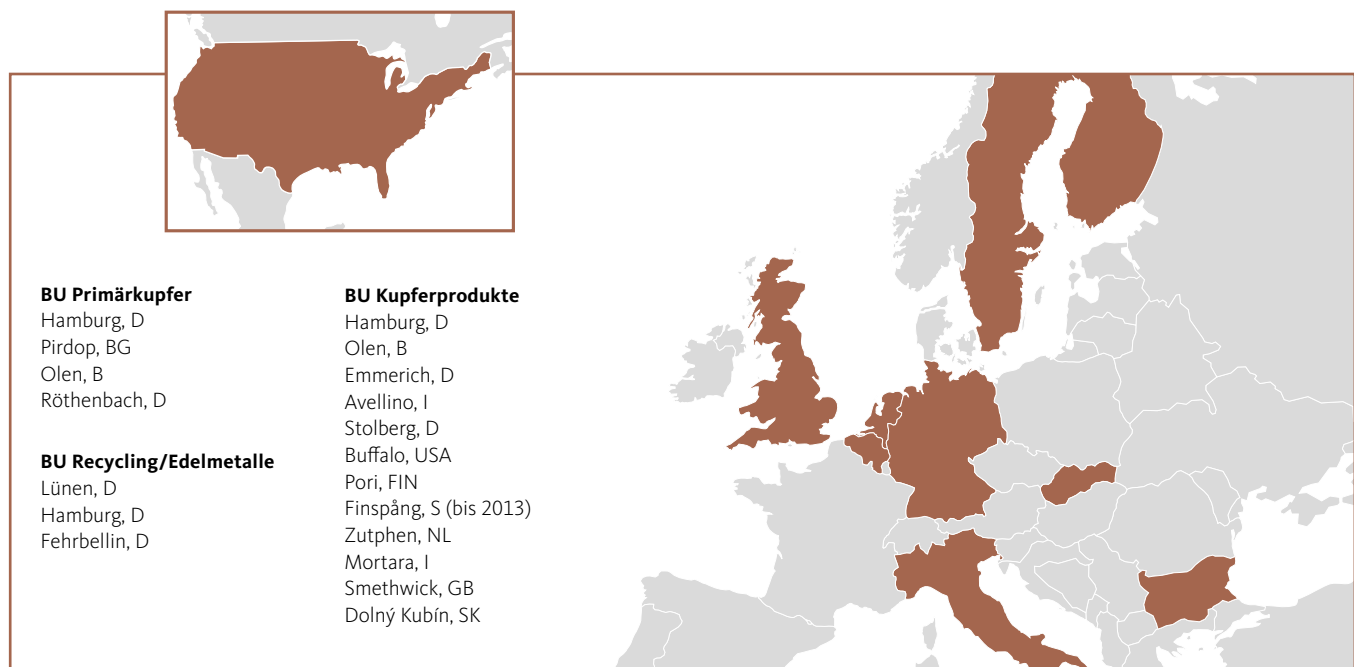 BU Primärkupfer
Hamburg, D
Pirdop, BG
Olen, B
Röthenbach, D
BU Recycling/Edelmetalle
Lünen, D
Hamburg, D
Fehrbellin, D
BU Kupferprodukte
Hamburg, D
Olen, B
Emmerich, D
Avellino, I
Stolberg, D
Buffalo, USA
Pori, FIN
Finspång, S (bis 2013)
Zutphen, NL
Mortara, I
Smethwick, GB
Dolný Kubín, SK